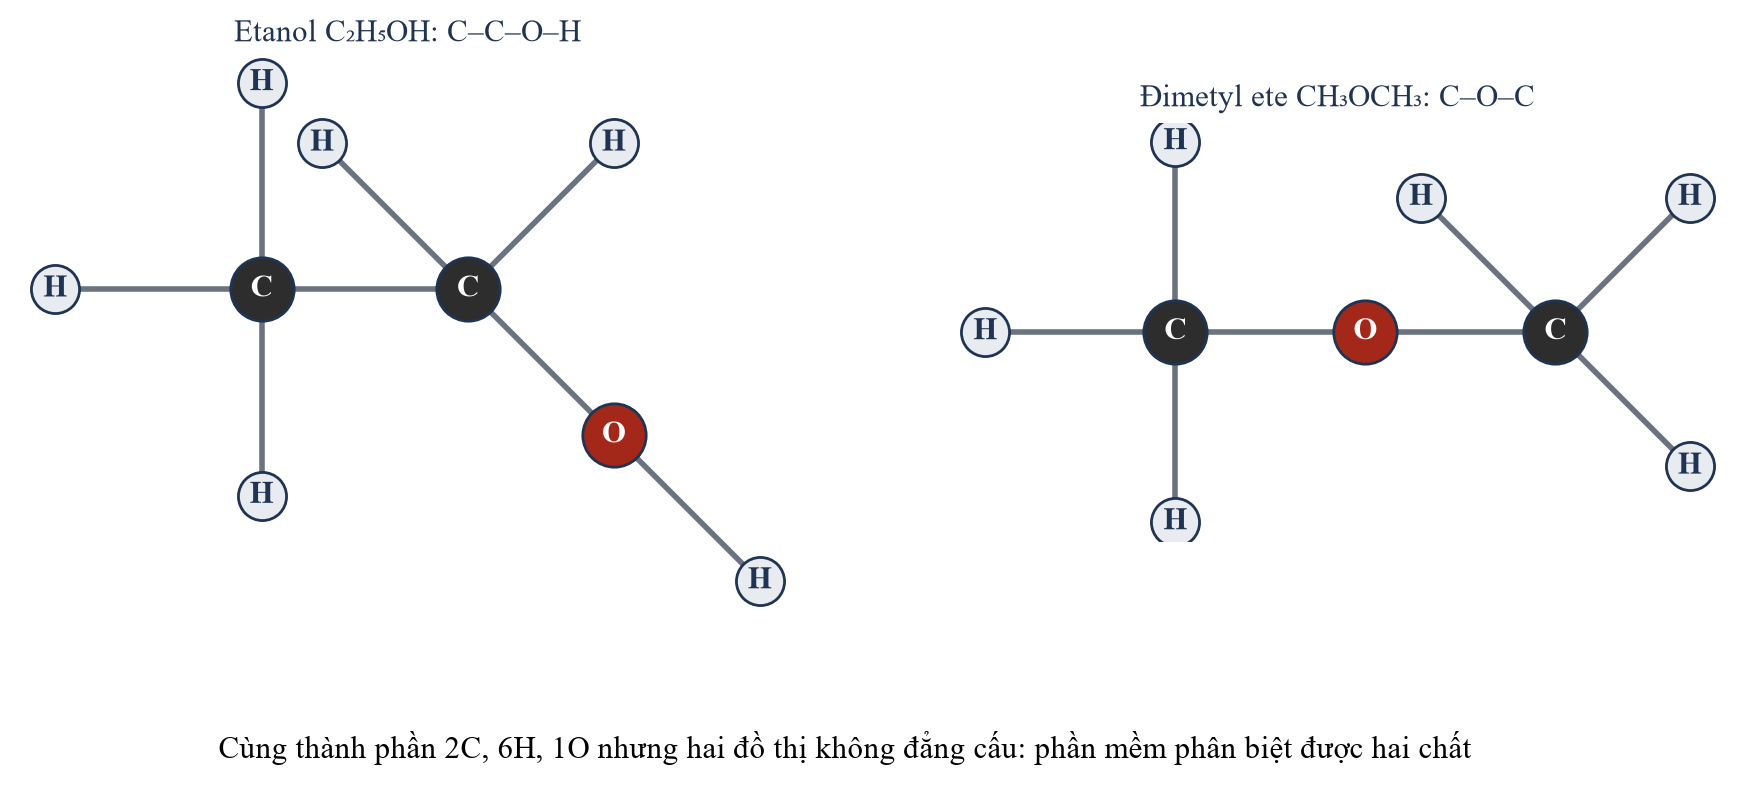 Etanol C₂H₅OH: C–C–O–H
H
H
H
H
C
C
H
O
H
Đimetyl ete CH₃OCH₃: C–O–C
H
H
H
H
C
O
C
H
H
Cùng thành phần 2C, 6H, 1O nhưng hai đồ thị không đẳng cấu: phần mềm phân biệt được hai chất